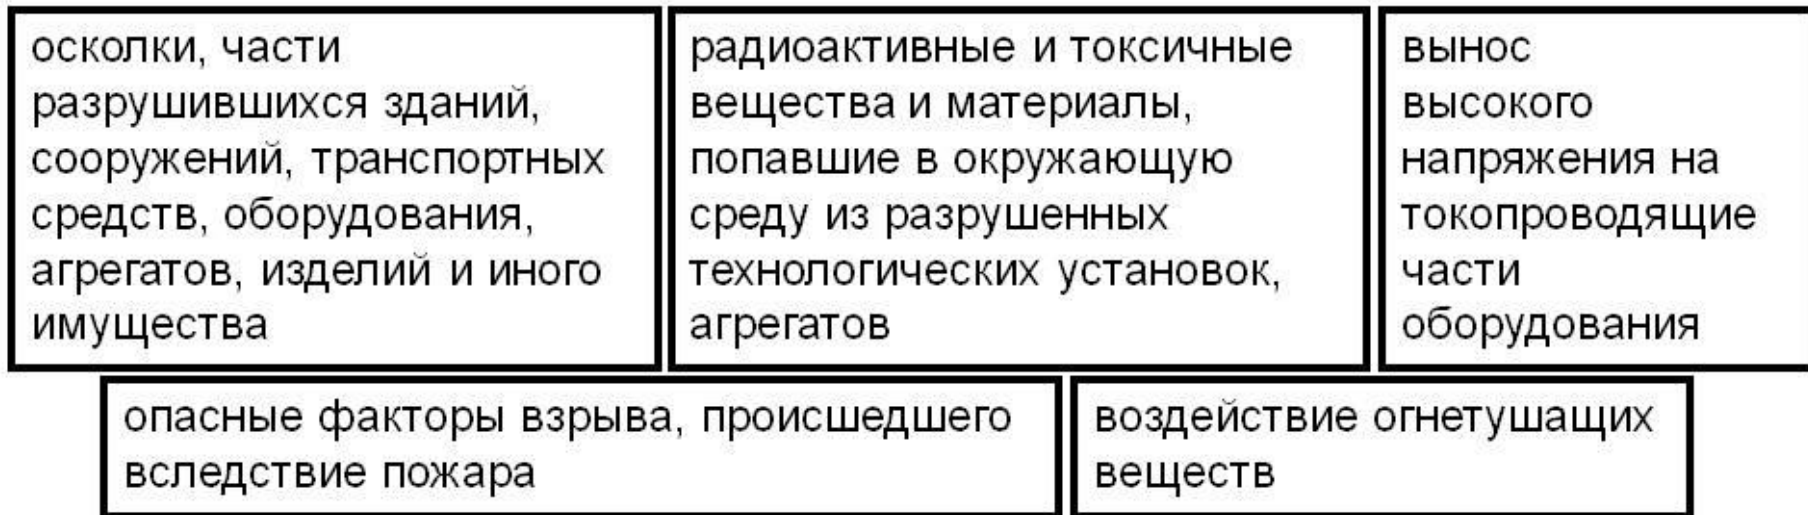 осколки, части
разрушившихся зданий,
сооружений, транспортных
средств, оборудования,
агрегатов, изделий и иного
имущества
радиоактивные и токсичные
вещества и материалы,
попавшие в окружающую
среду из разрушенных
технологических установок,
агрегатов
вынос
высокого
напряжения на
токопроводящие
части
оборудования
опасные факторы взрыва, происшедшего
вследствие пожара
воздействие огнетушащих
веществ